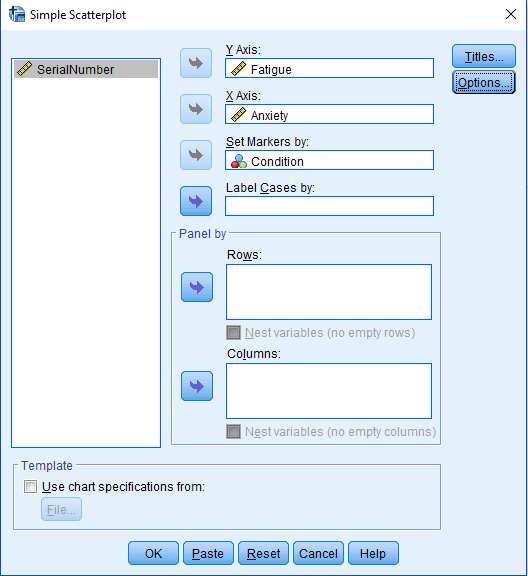 Simple Scatterplot
SerialNumber
Y Axis:
Fatigue
X Axis:
Anxiety
Set Markers by:
Condition
Label Cases by:
Titles...
Options...
Panel by
Rows:
Nest variables (no empty rows)
Columns:
Nest variables (no empty columns)
Template
Use chart specifications from:
File...
OK Paste Reset Cancel Help